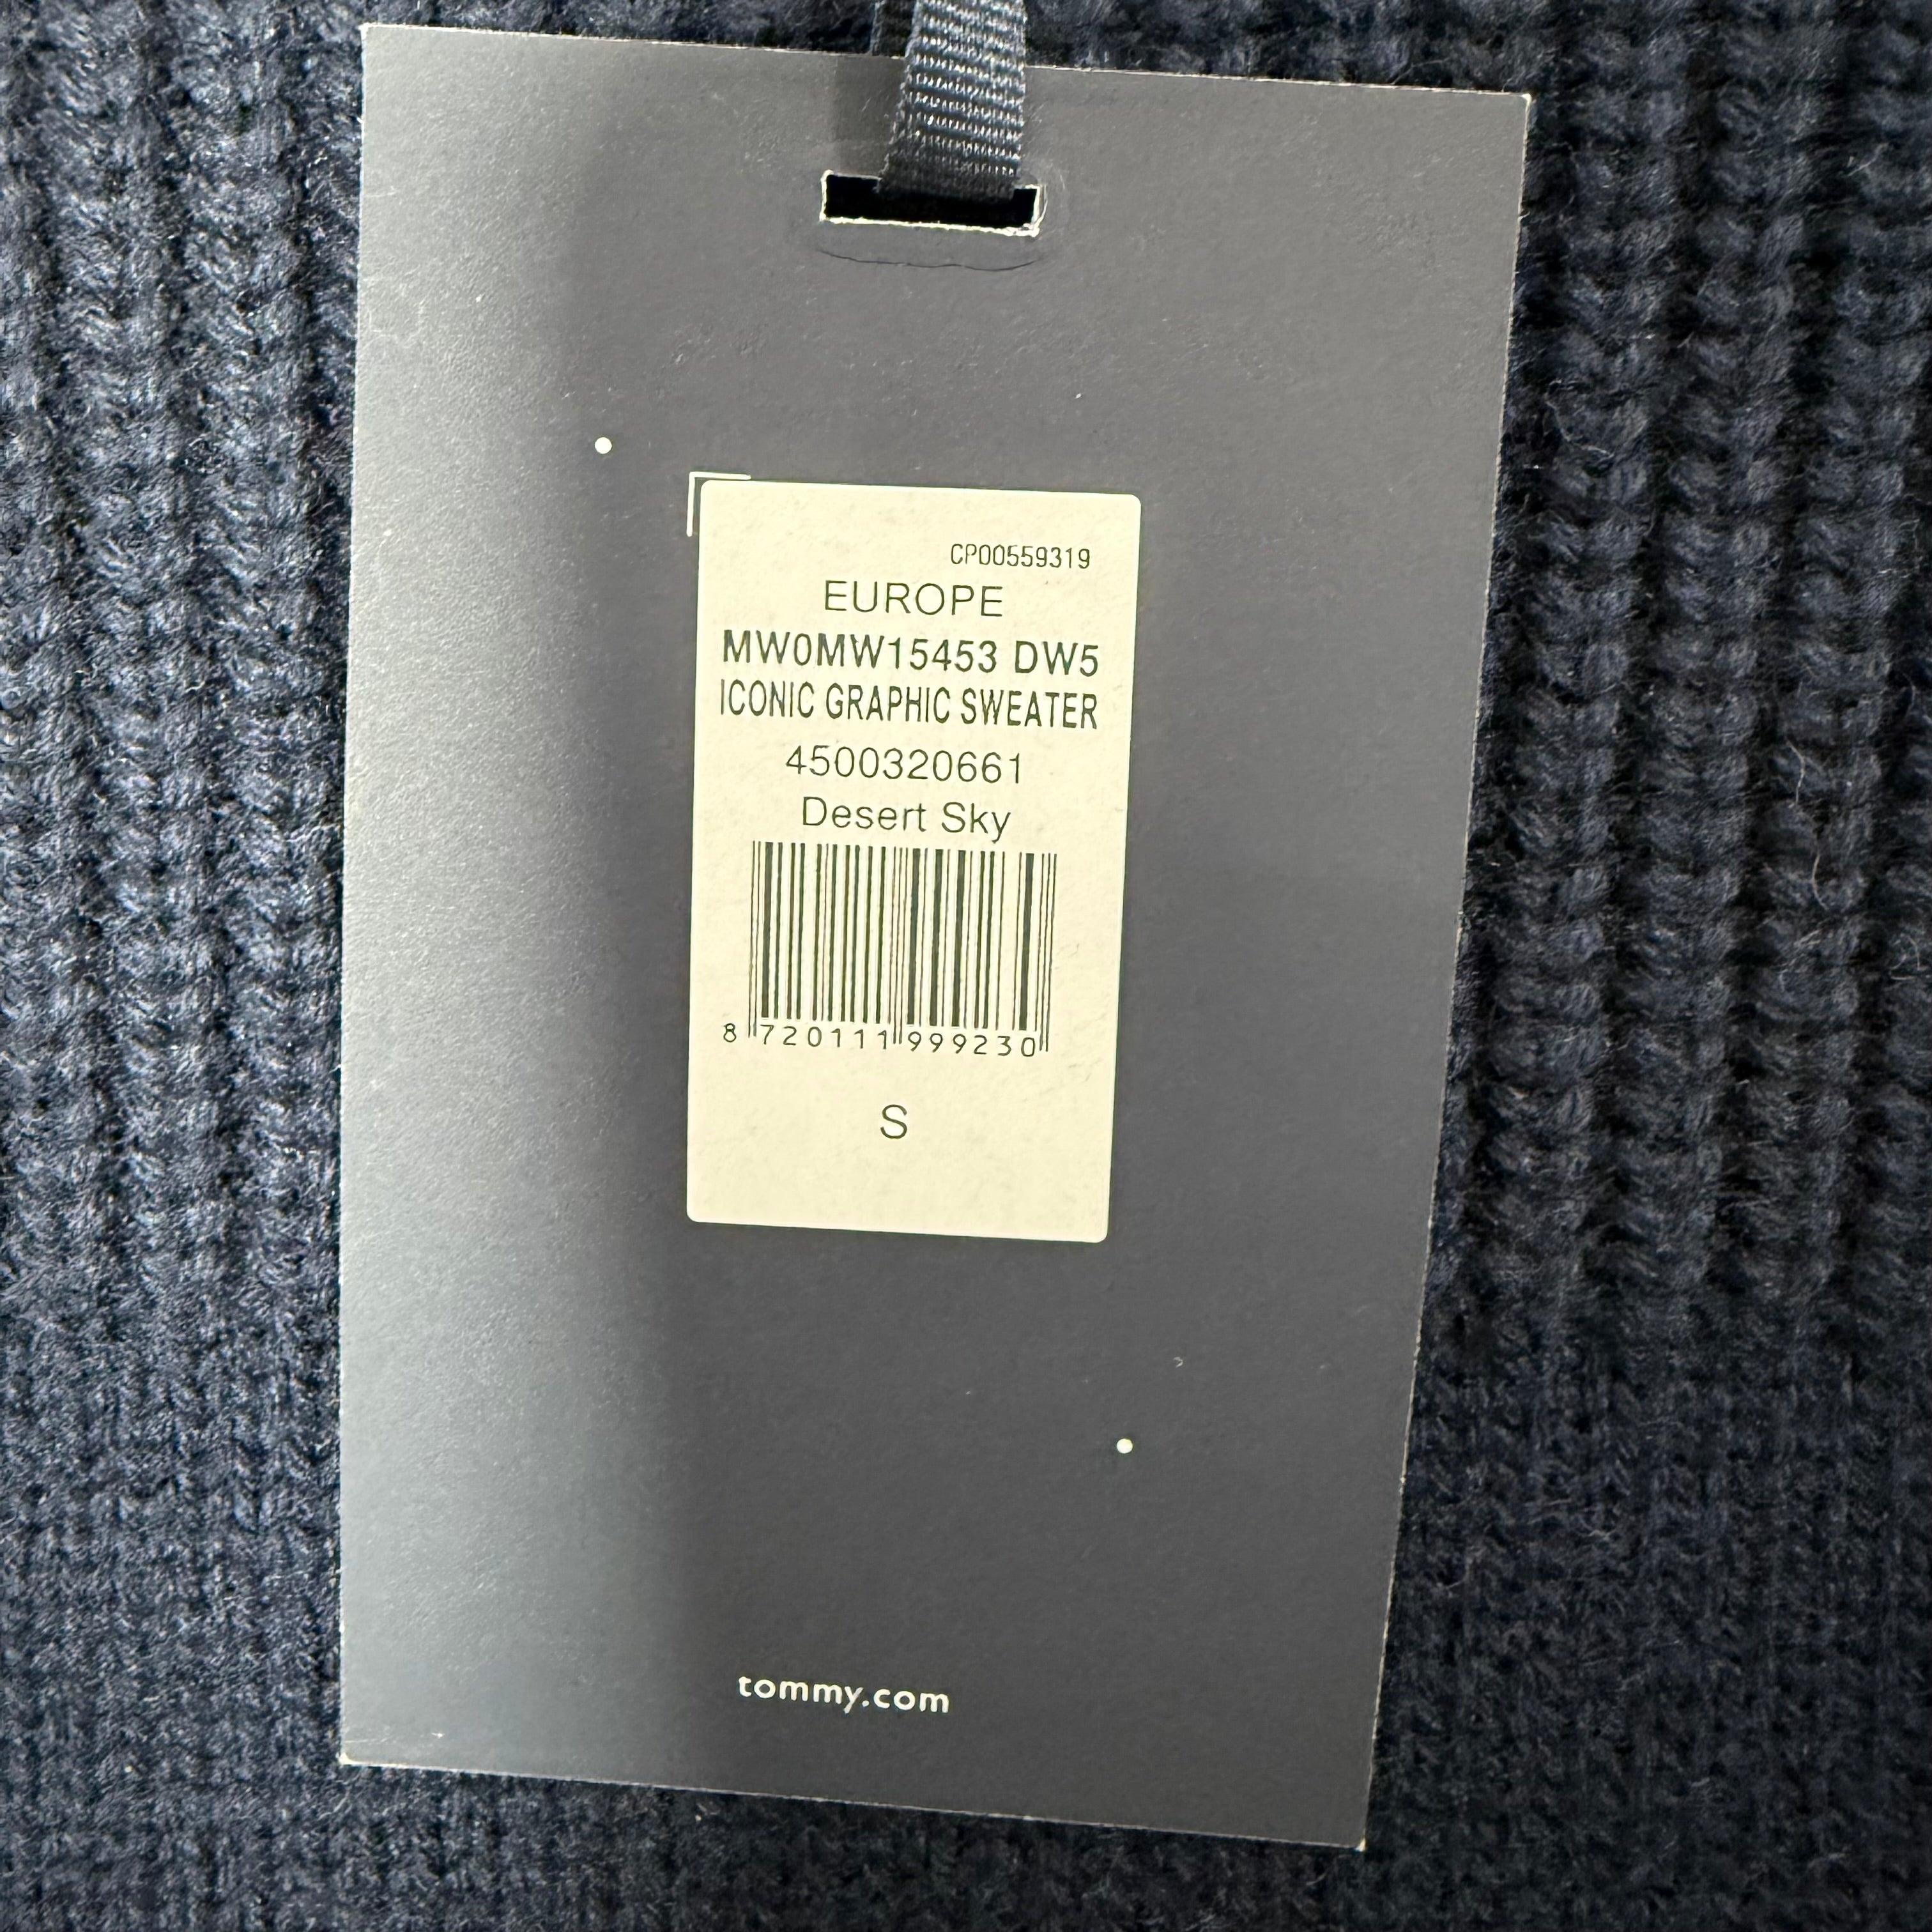 CP00559319
EUROPE
MW0MW15453 DW5
ICONIC GRAPHIC SWEATER
4500320661
Desert Sky
8 720111 999230
S
tommy.com